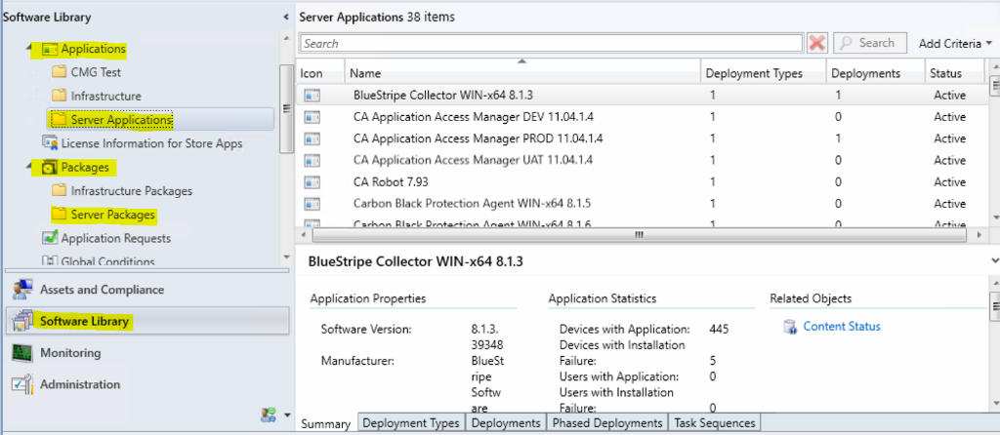 Software Library
Applications
CMG Test
Infrastructure
Server Applications
License Information for Store Apps
Packages
Infrastructure Packages
Server Packages
Application Requests
Global Conditions
Assets and Compliance
Software Library
Monitoring
Administration
Server Applications 38 items
Search Search Add Criteria
Icon Name Deployment Types Deployments Status
BlueStripe Collector WIN-x64 8.1.3 1 1 Active
CA Application Access Manager DEV 11.04.1.4 1 0 Active
CA Application Access Manager PROD 11.04.1.4 1 1 Active
CA Application Access Manager UAT 11.04.1.4 1 0 Active
CA Robot 7.93 1 0 Active
Carbon Black Protection Agent WIN-x64 8.1.5 1 0 Active
Carbon Black Protection Agent WIN-x64 8.1.6 1 0 Active
BlueStripe Collector WIN-x64 8.1.3
Application Properties
Software Version: 8.1.3.
39348
Manufacturer: BlueSt
ripe
Softw
are
Application Statistics
Devices with Application: 445
Devices with Installation
Failure: 5
Users with Application: 0
Users with Installation
Failure: 0
Related Objects
Content Status
Summary Deployment Types Deployments Phased Deployments Task Sequences